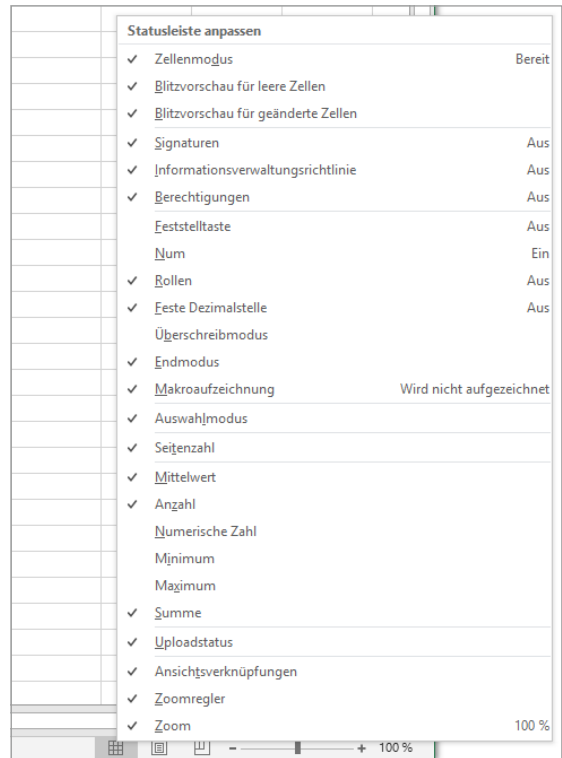 Statusleiste anpassen
✓ Zellenmodus Bereit
✓ Blitzvorschau für leere Zellen
✓ Blitzvorschau für geänderte Zellen
✓ Signaturen Aus
✓ Informationsverwaltungsrichtlinie Aus
✓ Berechtigungen Aus
Feststelltaste Aus
Num Ein
✓ Rollen Aus
✓ Feste Dezimalstelle Aus
Überschreibmodus
✓ Endmodus
✓ Makroaufzeichnung Wird nicht aufgezeichnet
✓ Auswahlmodus
✓ Seitenzahl
✓ Mittelwert
✓ Anzahl
Numerische Zahl
Minimum
Maximum
✓ Summe
✓ Uploadstatus
✓ Ansichtsverknüpfungen
✓ Zoomregler
✓ Zoom 100 %
- + 100 %